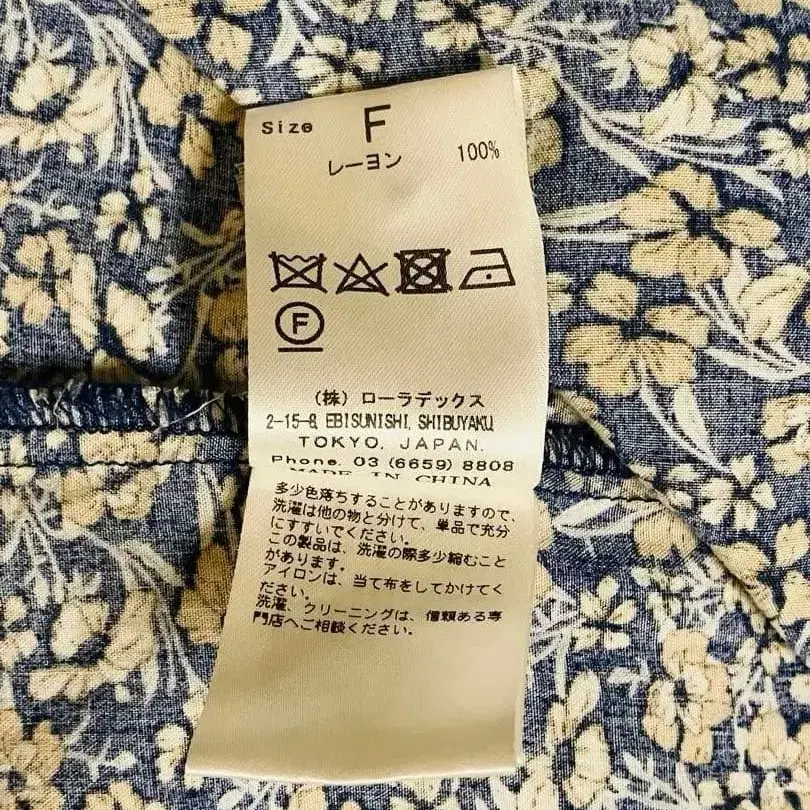 Size F
レーヨン 100%
F
(株) ローラデックス
2-15-8, EBISUNISHI, SHIBUYAKU,
TOKYO, JAPAN.
Phone. 03 (6659) 8808
MADE IN CHINA
多少色落ちすることがありますので、
洗濯は他の物と分けて、単品で充分
にすすいでください。
この製品は、洗濯の際多少縮むこと
があります。
アイロンは、当て布をしてかけてく
ださい。
洗濯、クリーニングは、信頼ある専
門店へご相談ください。